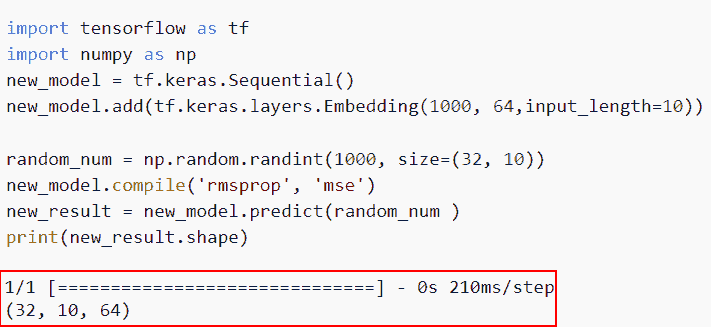 import tensorflow as tf
import numpy as np
new_model = tf.keras.Sequential()
new_model.add(tf.keras.layers.Embedding(1000, 64,input_length=10))
random_num = np.random.randint(1000, size=(32, 10))
new_model.compile('rmsprop', 'mse')
new_result = new_model.predict(random_num )
print(new_result.shape)
1/1 [==============================] - 0s 210ms/step
(32, 10, 64)